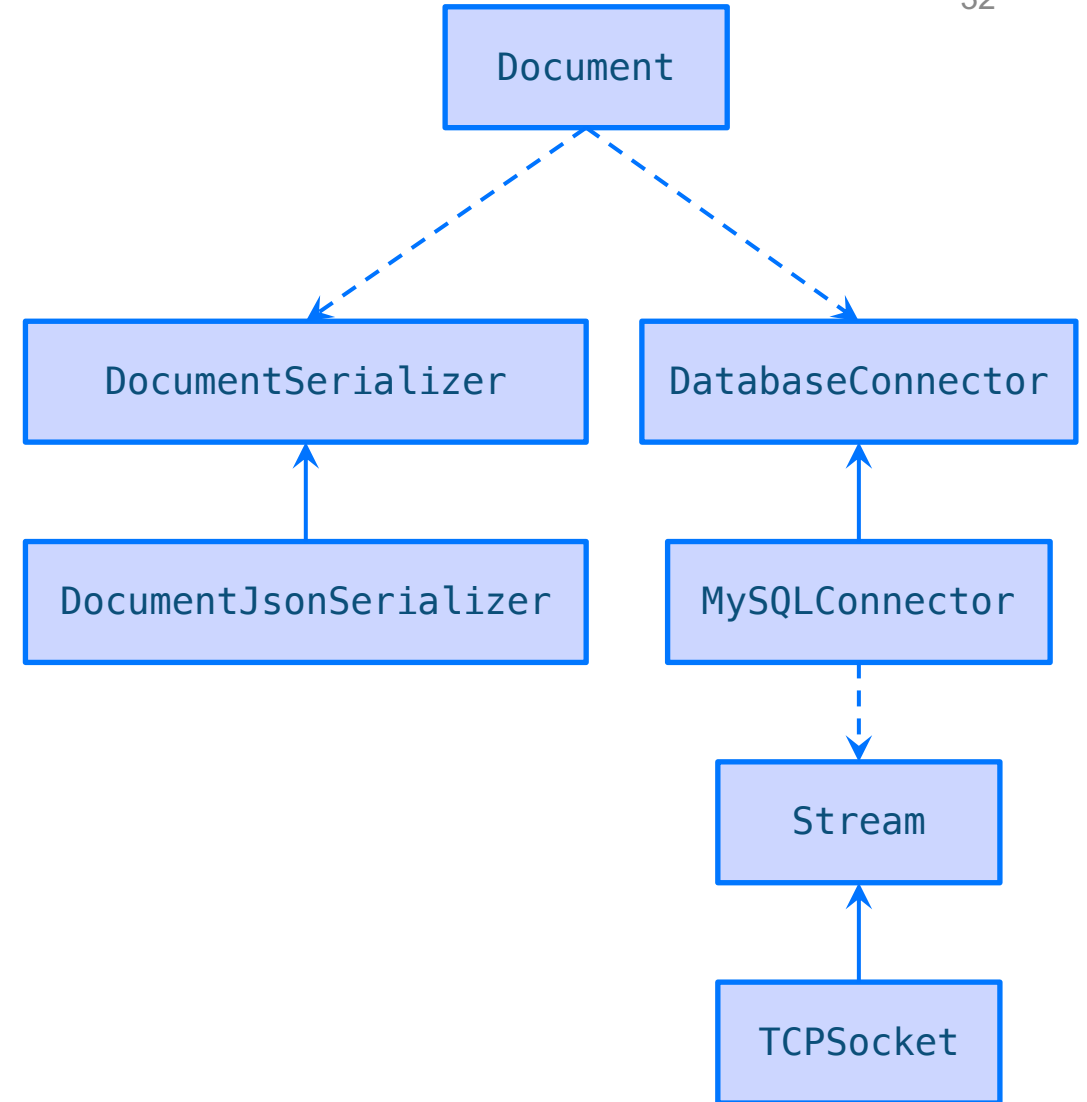 Document
DocumentSerializer
DatabaseConnector
DocumentJsonSerializer
MySQLConnector
Stream
TCPSocket